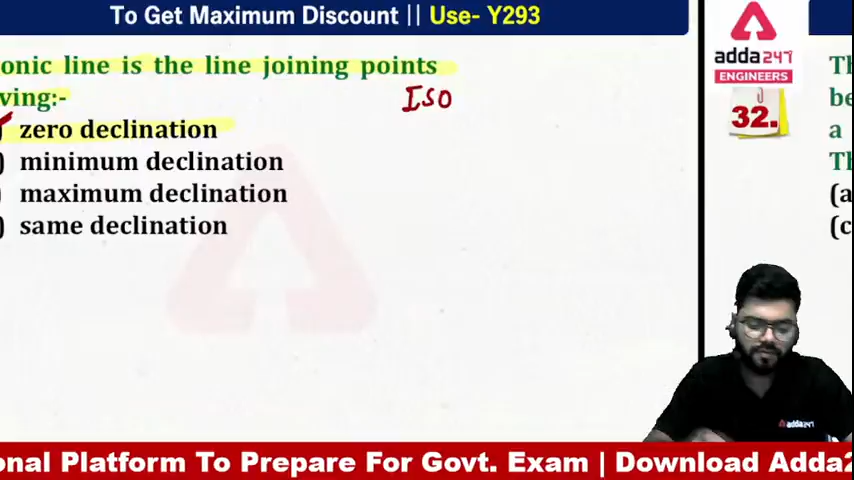 To Get Maximum Discount || Use- Y293
onic line is the line joining points
ving:-
ISO
) zero declination
) minimum declination
) maximum declination
) same declination
adda247
ENGINEERS
32.
Th
be
a
Th
(a
(c
adda247
onal Platform To Prepare For Govt. Exam | Download Adda2